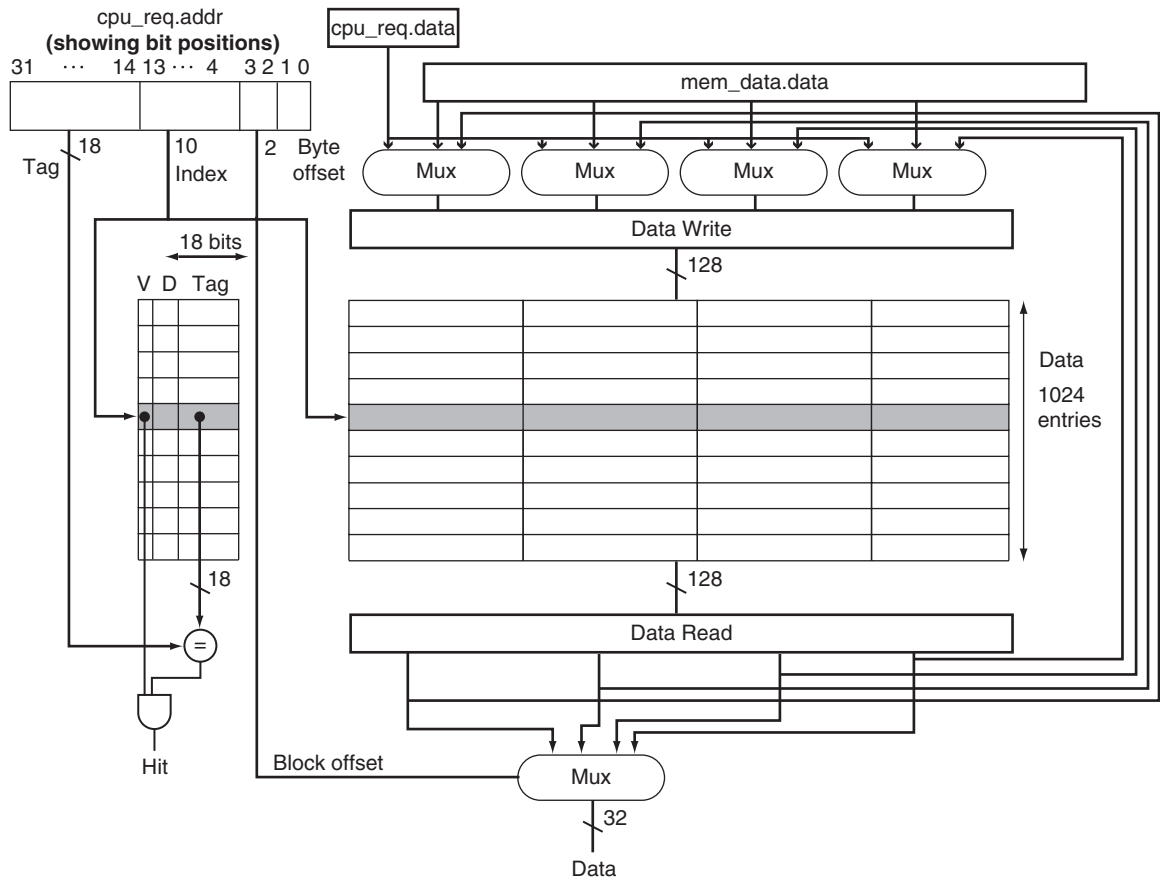 cpu_req.addr
(showing bit positions)
31 ··· 14 13 ··· 4 3 2 1 0
cpu_req.data
mem_data.data
18
Tag
10
Index
2
Byte
offset
Mux
Mux
Mux
Mux
Data Write
18 bits
128
V D Tag
Data
1024
entries
18
128
=
Data Read
Hit
Block offset
Mux
32
Data